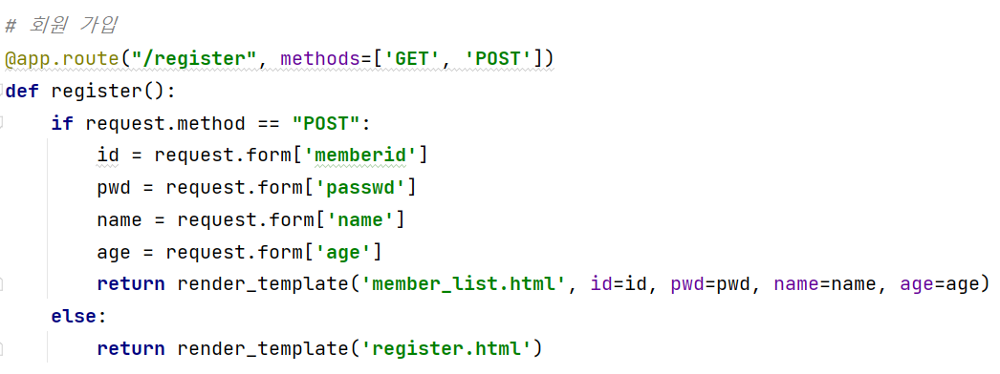 # 회원 가입
@app.route("/register", methods=['GET', 'POST'])
def register():
    if request.method == "POST":
        id = request.form['memberid']
        pwd = request.form['passwd']
        name = request.form['name']
        age = request.form['age']
        return render_template('member_list.html', id=id, pwd=pwd, name=name, age=age)
    else:
        return render_template('register.html')